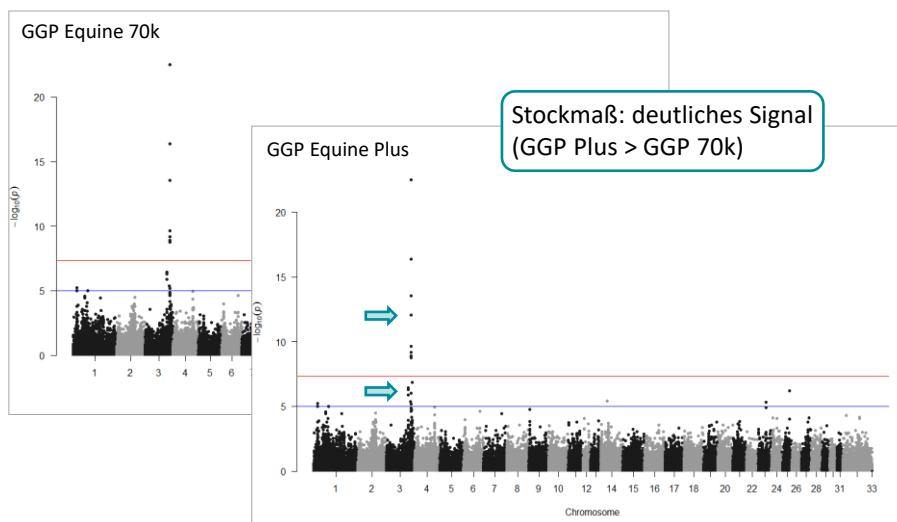 GGP Equine 70k
20
15
10
5
0
−log10(p)
1 2 3 4 5 6
Stockmaß: deutliches Signal
(GGP Plus > GGP 70k)
GGP Equine Plus
20
15
10
5
0
−log10(p)
1 2 3 4 5 6 7 8 9 10 12 14 15 16 17 18 20 22 24 26 28 31 33
Chromosome